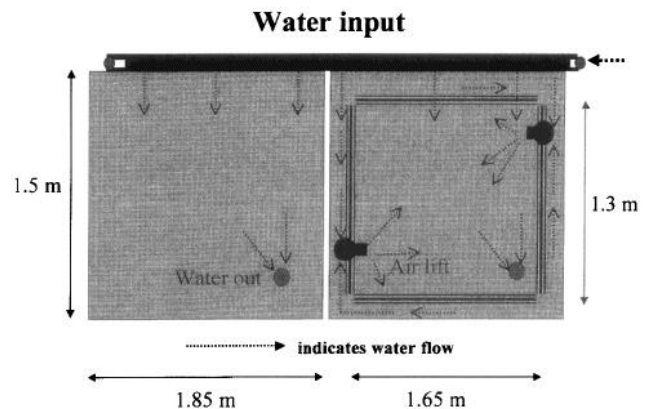 Water input
1.5 m
1.3 m
Water out
Air lift
indicates water flow
1.85 m
1.65 m